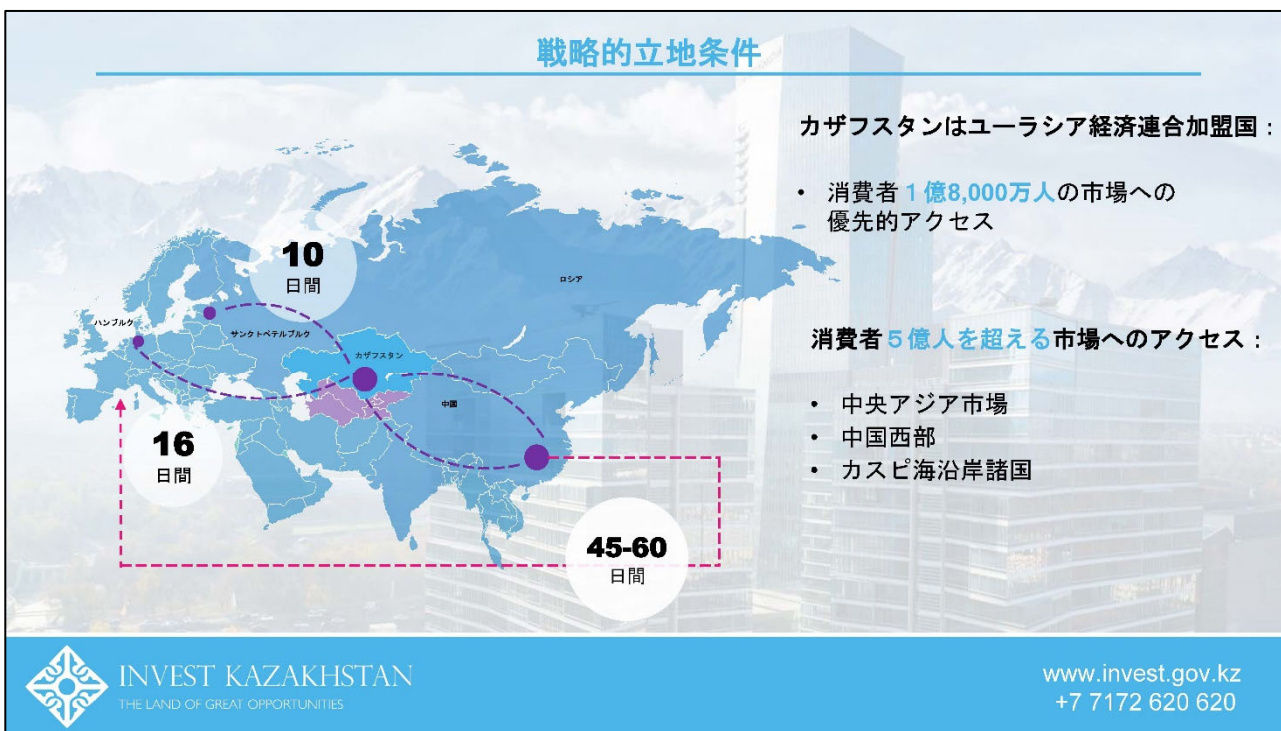 戦略的立地条件
カザフスタンはユーラシア経済連合加盟国：
• 消費者１億8,000万人の市場への
優先的アクセス
消費者５億人を超える市場へのアクセス：
• 中央アジア市場
• 中国西部
• カスピ海沿岸諸国
10
日間
ロシア
ハンブルク
サンクトペテルブルク
カザフスタン
中国
16
日間
45-60
日間
INVEST KAZAKHSTAN
THE LAND OF GREAT OPPORTUNITIES
www.invest.gov.kz
+7 7172 620 620